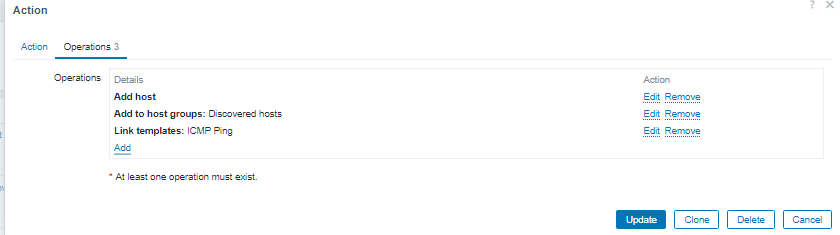 Action
? ×
Action Operations 3
Operations Details Action
Add host Edit Remove
Add to host groups: Discovered hosts Edit Remove
Link templates: ICMP Ping Edit Remove
Add
* At least one operation must exist.
Update Clone Delete Cancel